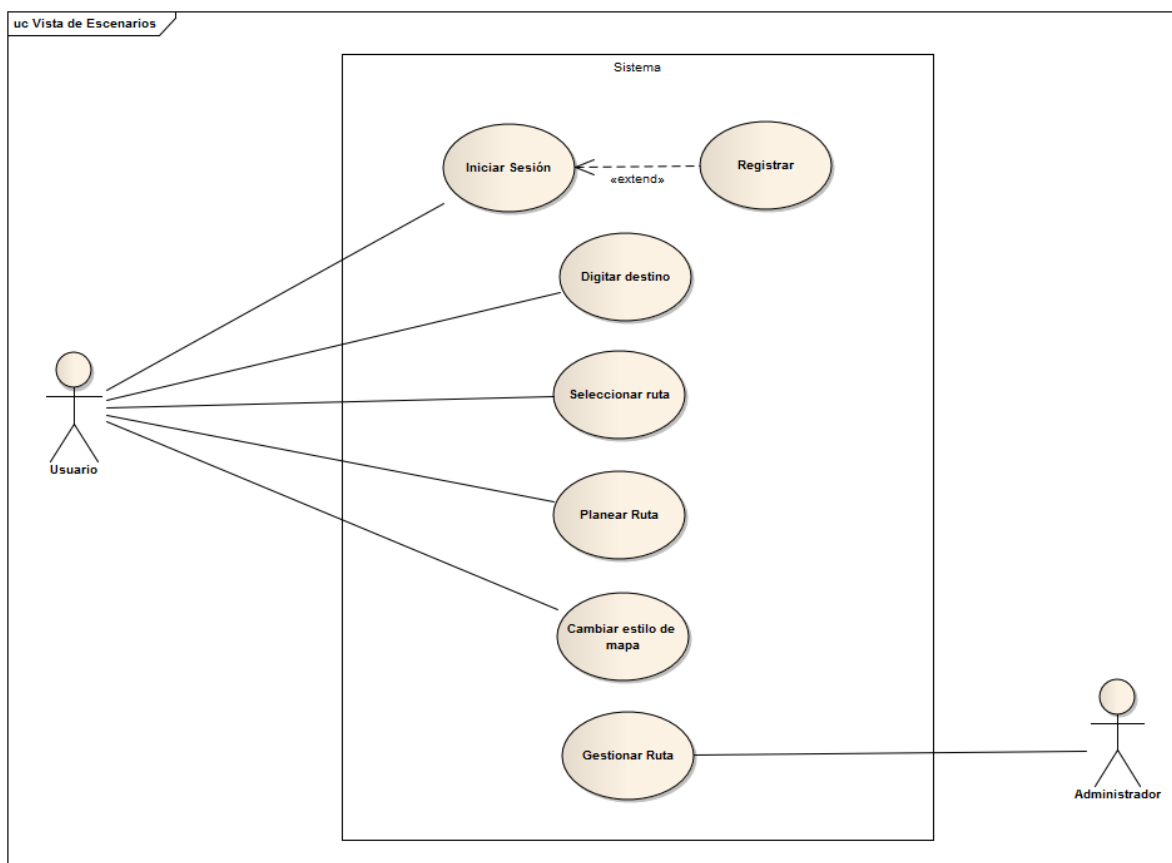 uc Vista de Escenarios
Sistema
Iniciar Sesión
Registrar
«extend»
Digitar destino
Seleccionar ruta
Usuario
Planear Ruta
Cambiar estilo de
mapa
Gestionar Ruta
Administrador